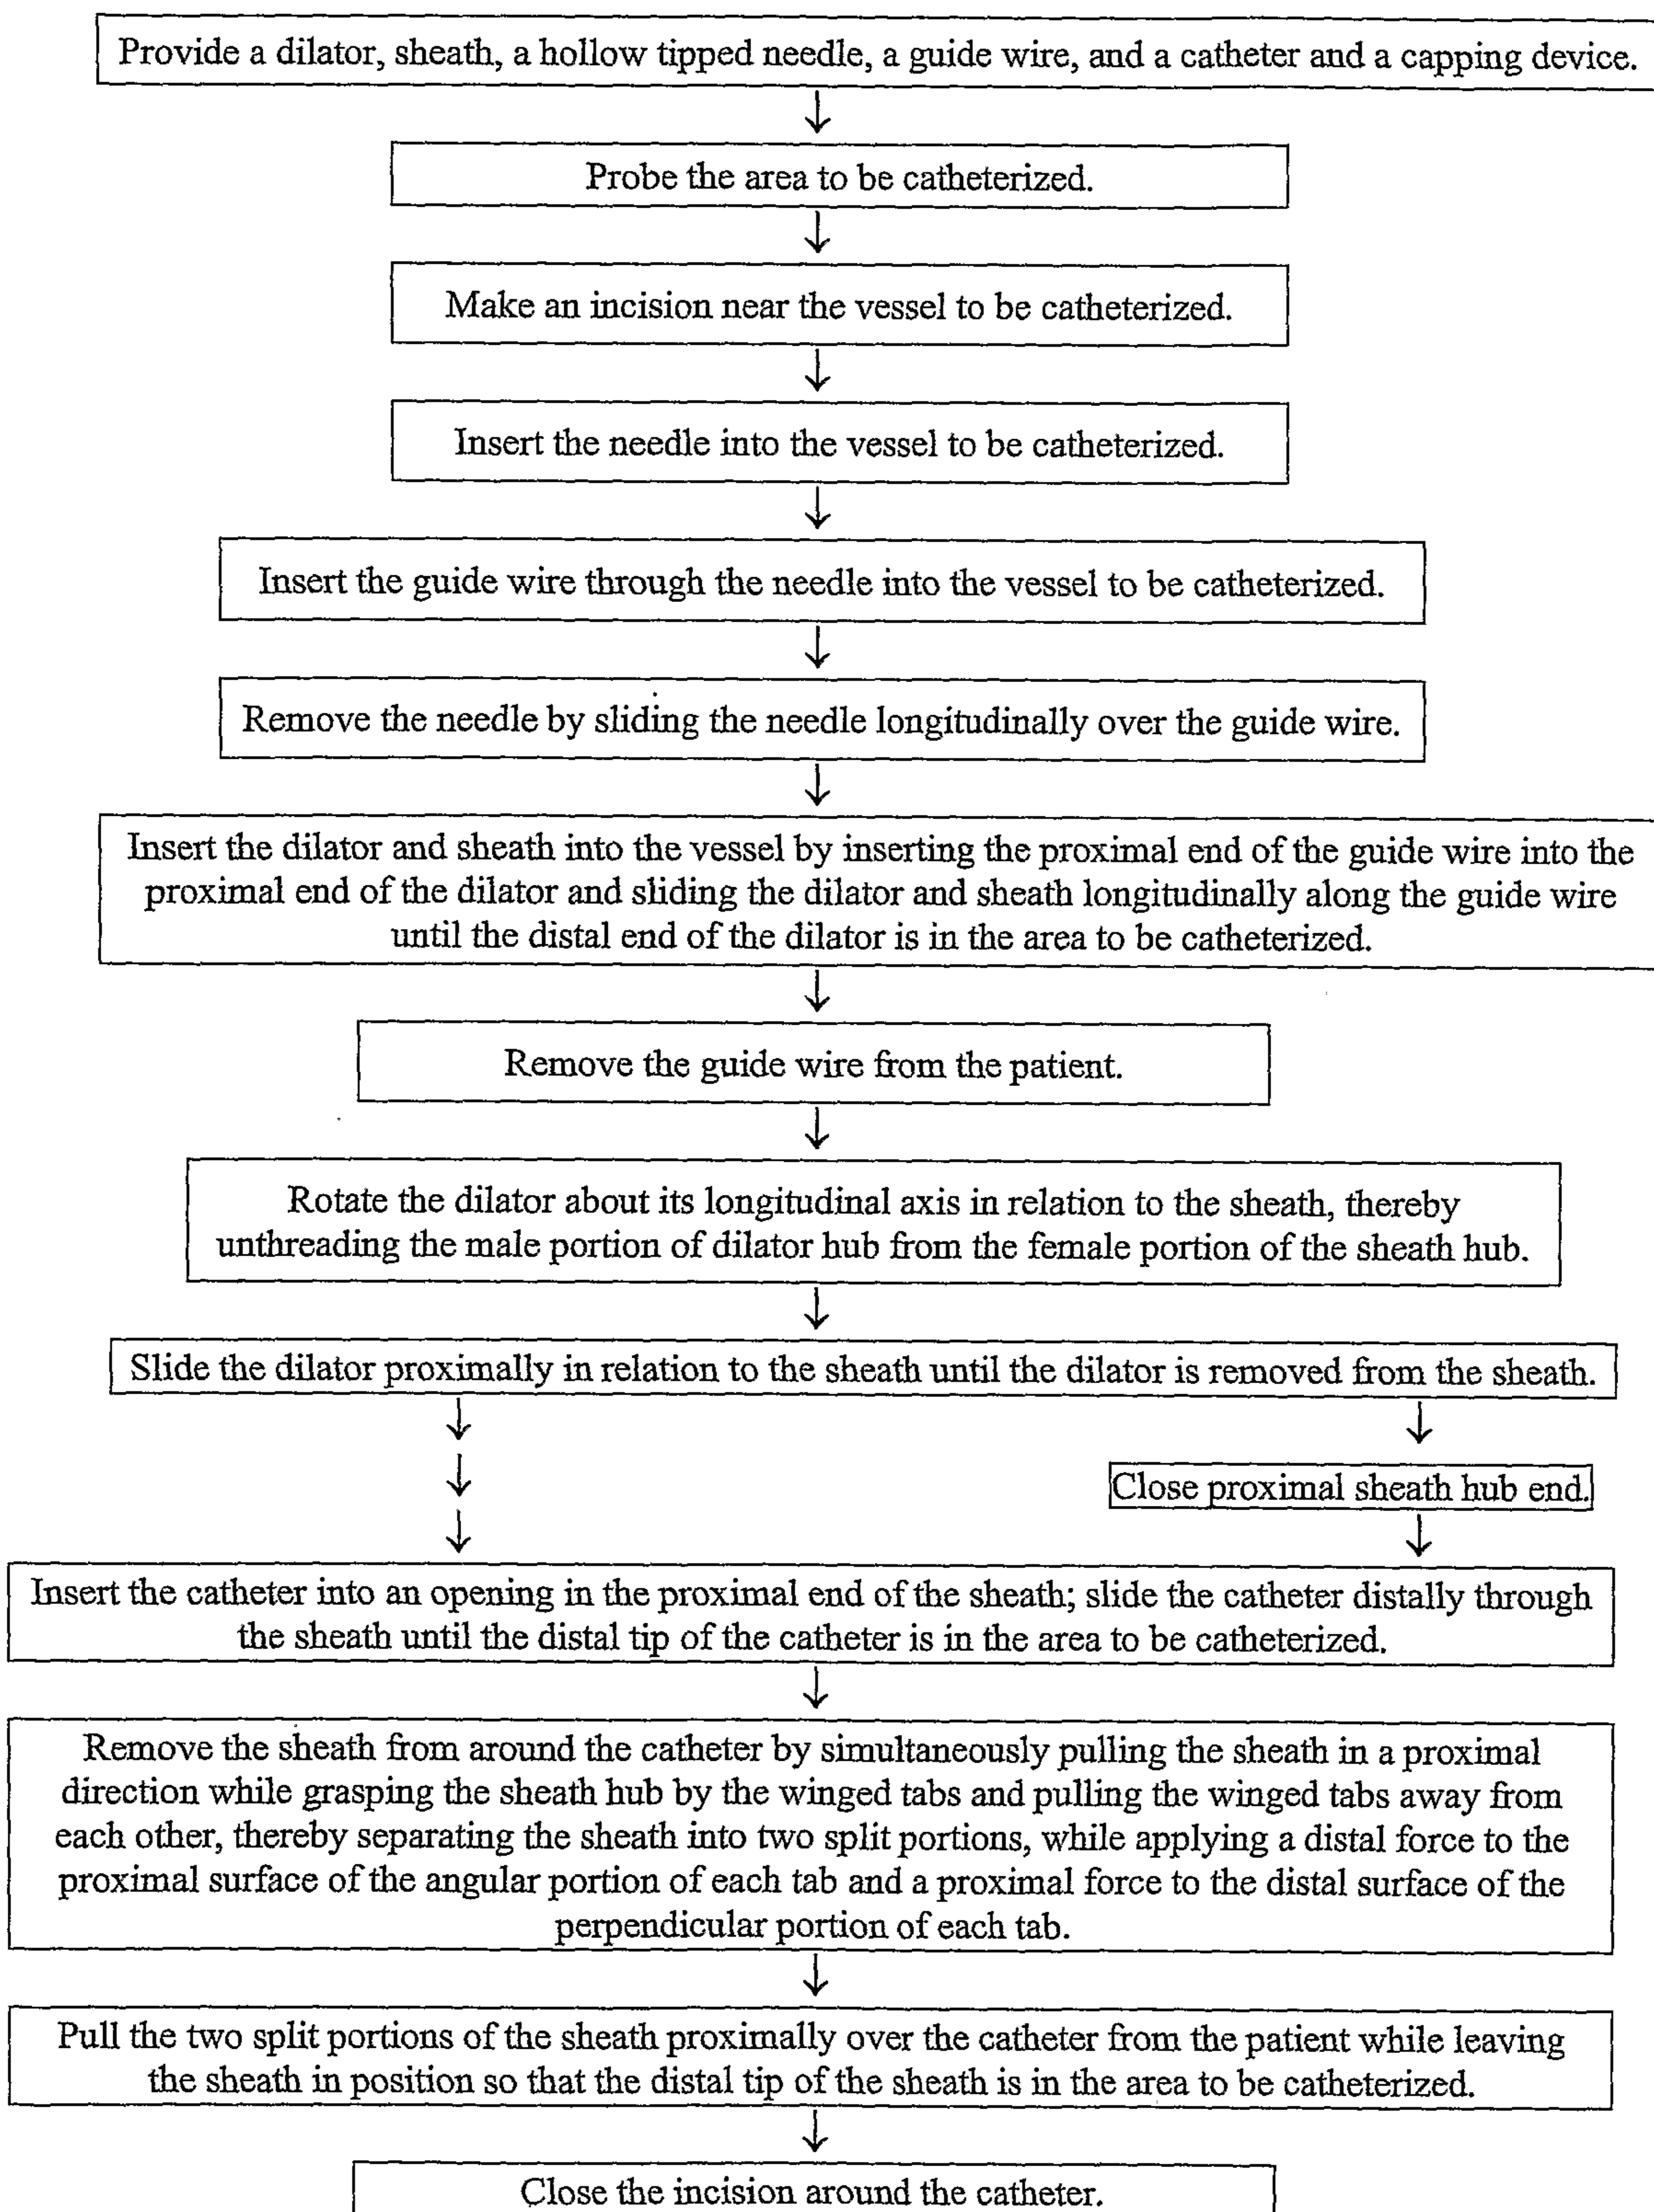 Provide a dilator, sheath, a hollow tipped needle, a guide wire, and a catheter and a capping device.
Probe the area to be catheterized.
Make an incision near the vessel to be catheterized.
Insert the needle into the vessel to be catheterized.
Insert the guide wire through the needle into the vessel to be catheterized.
Remove the needle by sliding the needle longitudinally over the guide wire.
Insert the dilator and sheath into the vessel by inserting the proximal end of the guide wire into the
proximal end of the dilator and sliding the dilator and sheath longitudinally along the guide wire
until the distal end of the dilator is in the area to be catheterized.
Remove the guide wire from the patient.
Rotate the dilator about its longitudinal axis in relation to the sheath, thereby
unthreading the male portion of dilator hub from the female portion of the sheath hub.
Slide the dilator proximally in relation to the sheath until the dilator is removed from the sheath.
Close proximal sheath hub end.
Insert the catheter into an opening in the proximal end of the sheath; slide the catheter distally through
the sheath until the distal tip of the catheter is in the area to be catheterized.
Remove the sheath from around the catheter by simultaneously pulling the sheath in a proximal
direction while grasping the sheath hub by the winged tabs and pulling the winged tabs away from
each other, thereby separating the sheath into two split portions, while applying a distal force to the
proximal surface of the angular portion of each tab and a proximal force to the distal surface of the
perpendicular portion of each tab.
Pull the two split portions of the sheath proximally over the catheter from the patient while leaving
the sheath in position so that the distal tip of the sheath is in the area to be catheterized.
Close the incision around the catheter.